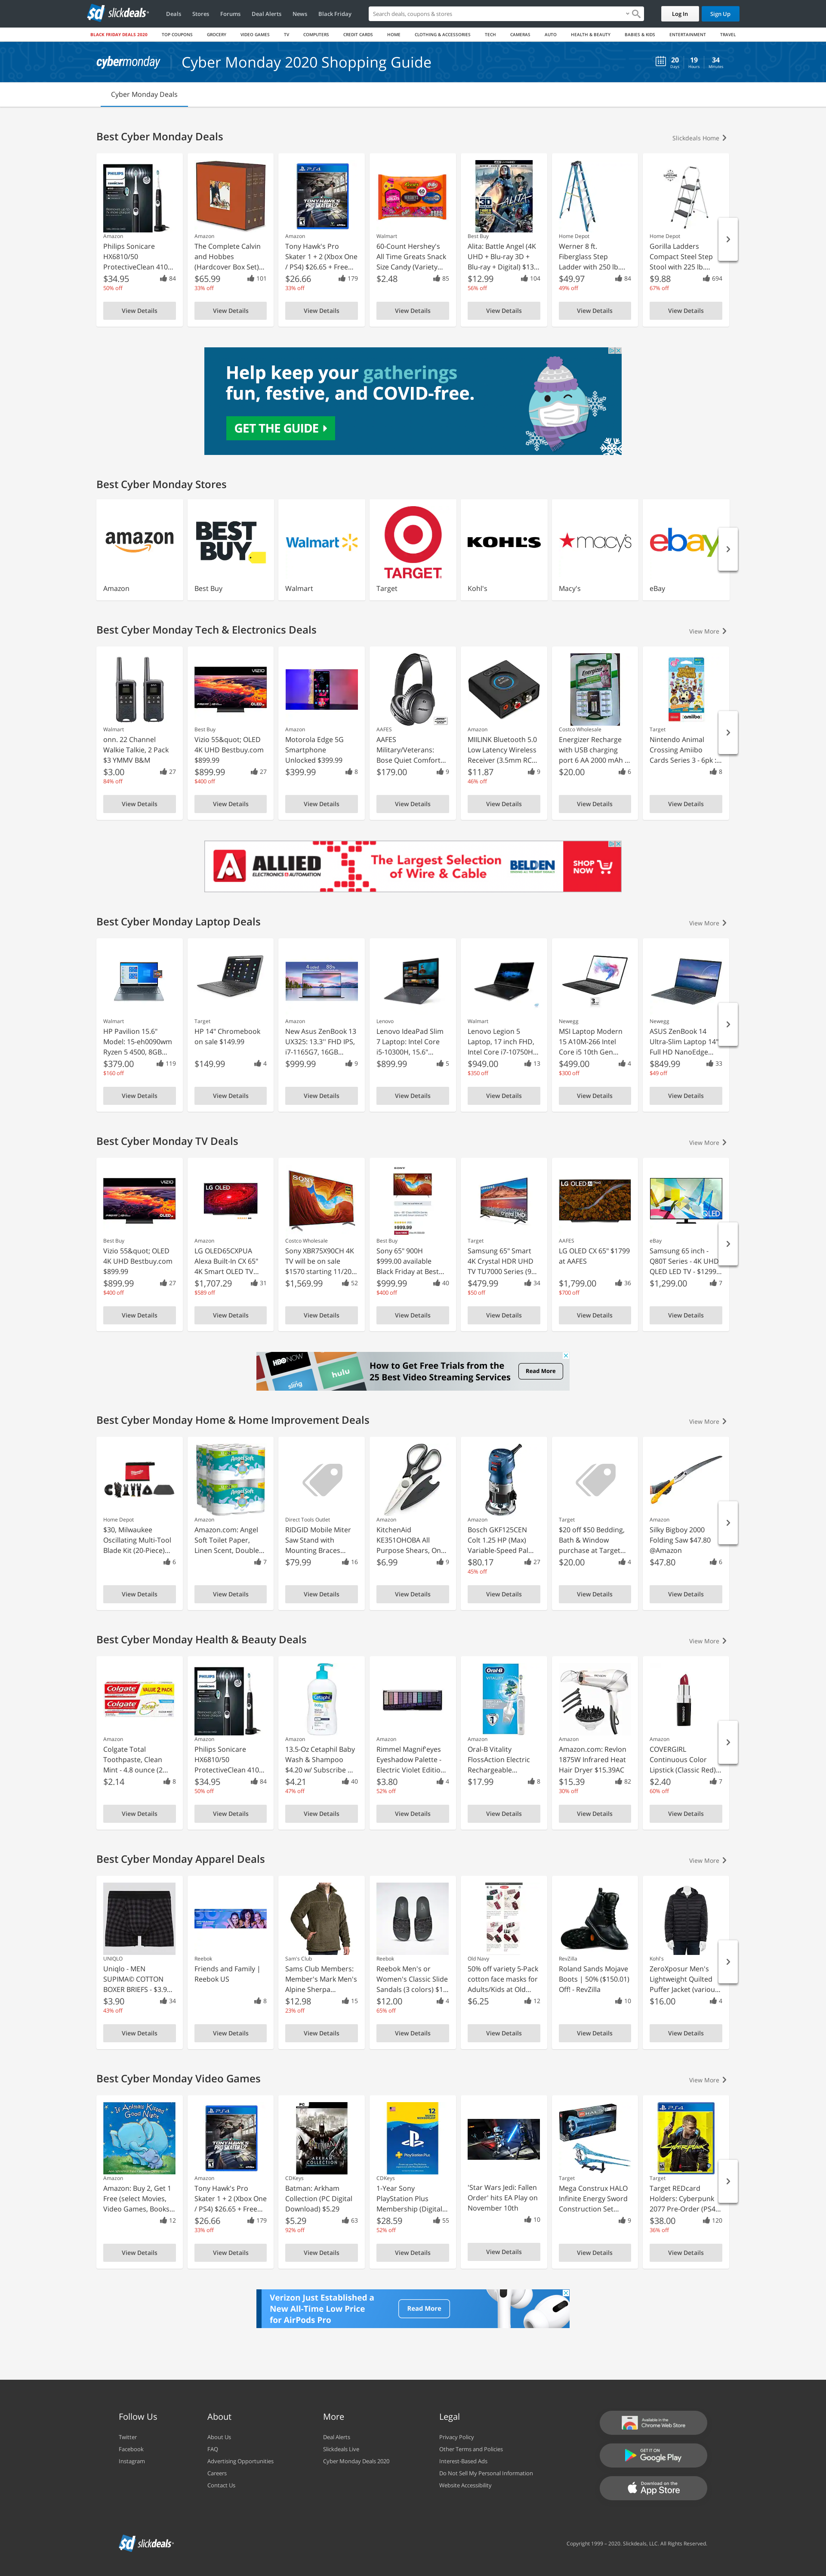 slickdeals
Deals
Stores
Forums
Deal Alerts
News
Black Friday
Search deals, coupons & stores
Log In
Sign Up
BLACK FRIDAY DEALS 2020
TOP COUPONS
GROCERY
VIDEO GAMES
TV
COMPUTERS
CREDIT CARDS
HOME
CLOTHING & ACCESSORIES
TECH
CAMERAS
AUTO
HEALTH & BEAUTY
BABIES & KIDS
ENTERTAINMENT
TRAVEL
cybermonday
Cyber Monday 2020 Shopping Guide
20 Days
19 Hours
34 Minutes
Cyber Monday Deals
Best Cyber Monday Deals
Slickdeals Home
Amazon
Philips Sonicare
HX6810/50
ProtectiveClean 410...
$34.95
84
50% off
View Details
Amazon
The Complete Calvin
and Hobbes
(Hardcover Box Set)...
$65.99
101
33% off
View Details
Amazon
Tony Hawk's Pro
Skater 1 + 2 (Xbox One
/ PS4) $26.65 + Free...
$26.66
179
33% off
View Details
Walmart
60-Count Hershey's
All Time Greats Snack
Size Candy (Variety...
$2.48
85
View Details
Best Buy
Alita: Battle Angel (4K
UHD + Blu-ray 3D +
Blu-ray + Digital) $13...
$12.99
104
56% off
View Details
Home Depot
Werner 8 ft.
Fiberglass Step
Ladder with 250 lb....
$49.97
84
49% off
View Details
Home Depot
Gorilla Ladders
Compact Steel Step
Stool with 225 lb....
$9.88
694
67% off
View Details
Help keep your gatherings
fun, festive, and COVID-free.
GET THE GUIDE
Best Cyber Monday Stores
amazon
Amazon
BEST
BUY
Best Buy
Walmart
Walmart
TARGET
Target
KOHL'S
Kohl's
macy's
Macy's
ebay
eBay
Best Cyber Monday Tech & Electronics Deals
View More
Walmart
onn. 22 Channel
Walkie Talkie, 2 Pack
$3 YMMV B&M
$3.00
27
84% off
View Details
Best Buy
Vizio 55&quot; OLED
4K UHD Bestbuy.com
$899.99
$899.99
27
$400 off
View Details
Amazon
Motorola Edge 5G
Smartphone
Unlocked $399.99
$399.99
8
View Details
AAFES
AAFES
Military/Veterans:
Bose Quiet Comfort...
$179.00
9
View Details
Amazon
MIILINK Bluetooth 5.0
Low Latency Wireless
Receiver (3.5mm RC...
$11.87
9
46% off
View Details
Costco Wholesale
Energizer Recharge
with USB charging
port 6 AA 2000 mAh ...
$20.00
6
View Details
Target
Nintendo Animal
Crossing Amiibo
Cards Series 3 - 6pk :...
8
View Details
ALLIED
ELECTRONICS & AUTOMATION
The Largest Selection
of Wire & Cable
BELDEN
SHOP
NOW
Best Cyber Monday Laptop Deals
View More
Walmart
HP Pavilion 15.6"
Model: 15-eh0090wm
Ryzen 5 4500, 8GB...
$379.00
119
$160 off
View Details
Target
HP 14" Chromebook
on sale $149.99
$149.99
4
View Details
Amazon
New Asus ZenBook 13
UX325: 13.3'' FHD IPS,
i7-1165G7, 16GB...
$999.99
9
View Details
Lenovo
Lenovo IdeaPad Slim
7 Laptop: Intel Core
i5-10300H, 15.6"...
$899.99
5
View Details
Walmart
Lenovo Legion 5
Laptop, 17 inch FHD,
Intel Core i7-10750H...
$949.00
13
$350 off
View Details
Newegg
MSI Laptop Modern
15 A10M-266 Intel
Core i5 10th Gen...
$499.00
4
$300 off
View Details
Newegg
ASUS ZenBook 14
Ultra-Slim Laptop 14"
Full HD NanoEdge...
$849.99
33
$49 off
View Details
Best Cyber Monday TV Deals
View More
Best Buy
Vizio 55&quot; OLED
4K UHD Bestbuy.com
$899.99
$899.99
27
$400 off
View Details
Amazon
LG OLED65CXPUA
Alexa Built-In CX 65"
4K Smart OLED TV...
$1,707.29
31
$589 off
View Details
Costco Wholesale
Sony XBR75X90CH 4K
TV will be on sale
$1570 starting 11/20...
$1,569.99
52
View Details
Best Buy
Sony 65" 900H
$999.00 available
Black Friday at Best...
$999.99
40
$400 off
View Details
Target
Samsung 65" Smart
4K Crystal HDR UHD
TV TU7000 Series (9...
$479.99
34
$50 off
View Details
AAFES
LG OLED CX 65" $1799
at AAFES
$1,799.00
36
$700 off
View Details
eBay
Samsung 65 inch -
Q80T Series - 4K UHD
QLED LED TV - $1299...
$1,299.00
7
View Details
HBO NOW
hulu
sling
How to Get Free Trials from the
25 Best Video Streaming Services
Read More
Best Cyber Monday Home & Home Improvement Deals
View More
Home Depot
$30, Milwaukee
Oscillating Multi-Tool
Blade Kit (20-Piece)...
6
View Details
Amazon
Amazon.com: Angel
Soft Toilet Paper,
Linen Scent, Double...
7
View Details
Direct Tools Outlet
RIDGID Mobile Miter
Saw Stand with
Mounting Braces...
$79.99
16
View Details
Amazon
KitchenAid
KE351OHOBA All
Purpose Shears, On...
$6.99
9
View Details
Amazon
Bosch GKF125CEN
Colt 1.25 HP (Max)
Variable-Speed Pal...
$80.17
27
45% off
View Details
Target
$20 off $50 Bedding,
Bath & Window
purchase at Target...
$20.00
4
View Details
Amazon
Silky Bigboy 2000
Folding Saw $47.80
@Amazon
$47.80
6
View Details
Best Cyber Monday Health & Beauty Deals
View More
Amazon
Colgate Total
Toothpaste, Clean
Mint - 4.8 ounce (2...
$2.14
8
View Details
Amazon
Philips Sonicare
HX6810/50
ProtectiveClean 410...
$34.95
84
50% off
View Details
Amazon
13.5-Oz Cetaphil Baby
Wash & Shampoo
$4.20 w/ Subscribe ...
$4.21
40
47% off
View Details
Amazon
Rimmel Magnif'eyes
Eyeshadow Palette -
Electric Violet Editio...
$3.80
4
52% off
View Details
Amazon
Oral-B Vitality
FlossAction Electric
Rechargeable...
$17.99
8
View Details
Amazon
Amazon.com: Revlon
1875W Infrared Heat
Hair Dryer $15.39AC
$15.39
82
30% off
View Details
Amazon
COVERGIRL
Continuous Color
Lipstick (Classic Red)...
$2.40
7
60% off
View Details
Best Cyber Monday Apparel Deals
View More
UNIQLO
Uniqlo - MEN
SUPIMA© COTTON
BOXER BRIEFS - $3.9...
$3.90
34
43% off
View Details
Reebok
Friends and Family |
Reebok US
8
View Details
Sam's Club
Sams Club Members:
Member's Mark Men's
Alpine Sherpa...
$12.98
15
23% off
View Details
Reebok
Reebok Men's or
Women's Classic Slide
Sandals (3 colors) $1...
$12.00
4
65% off
View Details
Old Navy
50% off variety 5-Pack
cotton face masks for
Adults/Kids at Old...
$6.25
12
View Details
RevZilla
Roland Sands Mojave
Boots | 50% ($150.01)
Off! - RevZilla
10
View Details
Kohl's
ZeroXposur Men's
Lightweight Quilted
Puffer Jacket (variou...
$16.00
4
View Details
Best Cyber Monday Video Games
View More
Amazon
Amazon: Buy 2, Get 1
Free (select Movies,
Video Games, Books...
12
View Details
Amazon
Tony Hawk's Pro
Skater 1 + 2 (Xbox One
/ PS4) $26.65 + Free...
$26.66
179
33% off
View Details
CDKeys
Batman: Arkham
Collection (PC Digital
Download) $5.29
$5.29
63
92% off
View Details
CDKeys
1-Year Sony
PlayStation Plus
Membership (Digital...
$28.59
55
52% off
View Details
'Star Wars Jedi: Fallen
Order' hits EA Play on
November 10th
10
View Details
Target
Mega Construx HALO
Infinite Energy Sword
Construction Set...
9
View Details
Target
Target REDcard
Holders: Cyberpunk
2077 Pre-Order (PS4...
$38.00
120
36% off
View Details
Verizon Just Established a
New All-Time Low Price
for AirPods Pro
Read More
Follow Us
Twitter
Facebook
Instagram
About
About Us
FAQ
Advertising Opportunities
Careers
Contact Us
More
Deal Alerts
Slickdeals Live
Cyber Monday Deals 2020
Legal
Privacy Policy
Other Terms and Policies
Interest-Based Ads
Do Not Sell My Personal Information
Website Accessibility
Available in the
Chrome Web Store
GET IT ON
Google Play
Download on the
App Store
slickdeals
Copyright 1999 – 2020. Slickdeals, LLC. All Rights Reserved.